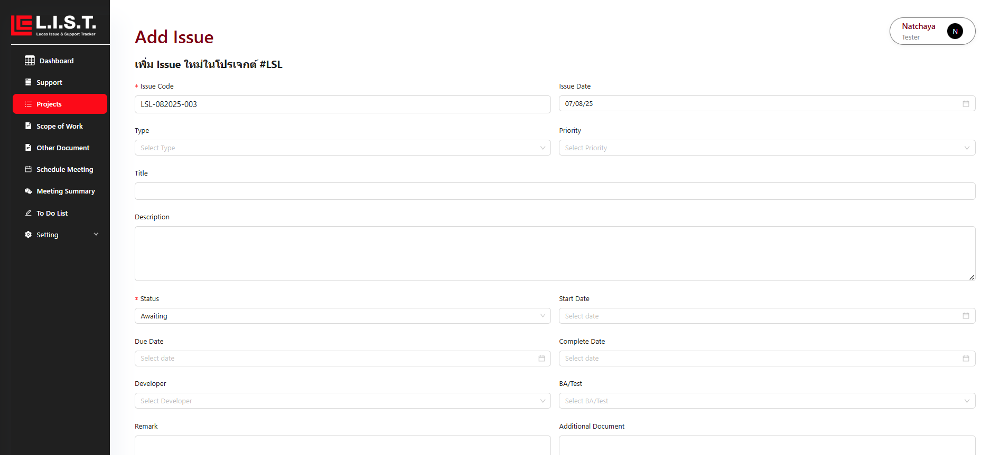 L.I.S.T.
Lucas Issue & Support Tracker
Dashboard
Support
Projects
Scope of Work
Other Document
Schedule Meeting
Meeting Summary
To Do List
Setting
Add Issue
Natchaya
Tester
N
เพิ่ม Issue ใหม่ในโปรเจกต์ #LSL
* Issue Code
LSL-082025-003
Issue Date
07/08/25
Type
Select Type
Priority
Select Priority
Title
Description
* Status
Awaiting
Start Date
Select date
Due Date
Select date
Complete Date
Select date
Developer
Select Developer
BA/Test
Select BA/Test
Remark
Additional Document